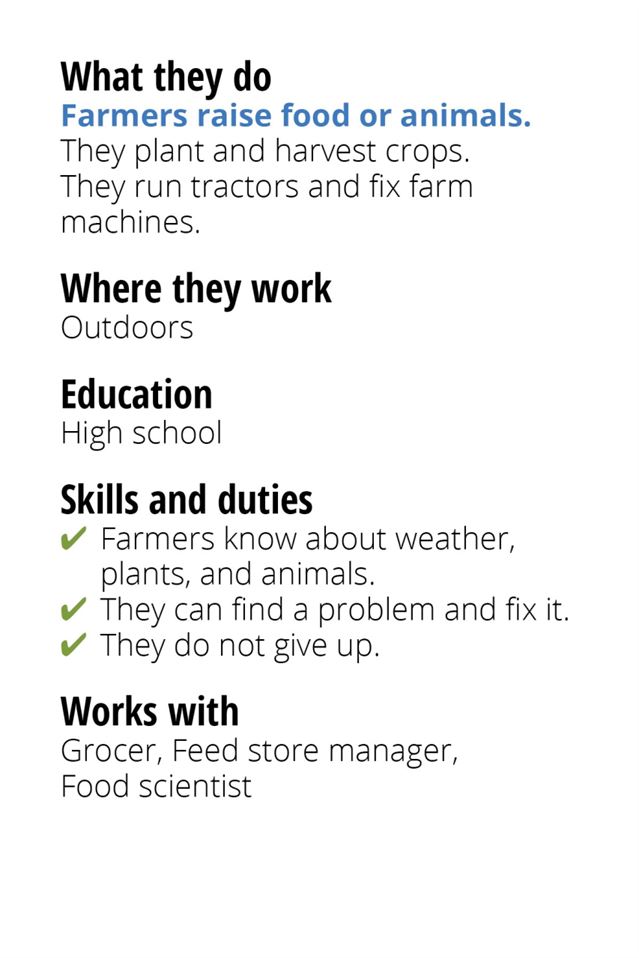 What they do
Farmers raise food or animals.
They plant and harvest crops.
They run tractors and fix farm
machines.
Where they work
Outdoors
Education
High school
Skills and duties
✔ Farmers know about weather,
plants, and animals.
✔ They can find a problem and fix it.
✔ They do not give up.
Works with
Grocer, Feed store manager,
Food scientist